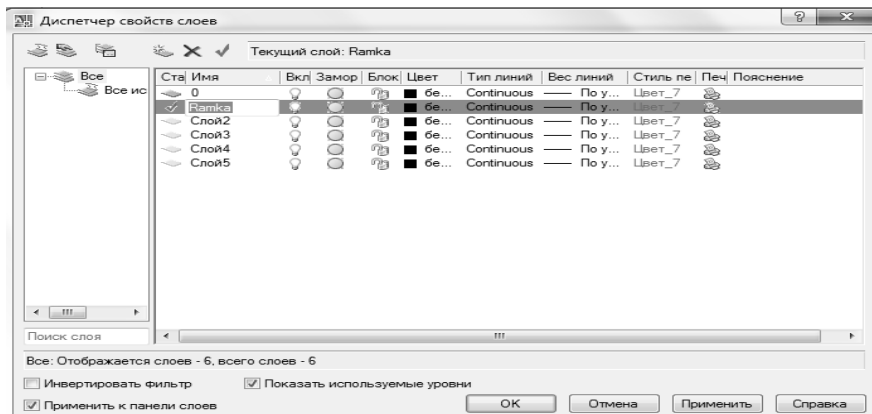 Диспетчер свойств слоев
Текущий слой: Ramka
Все
Все ис
Ста Имя Вкл Замор Блок Цвет Тип линий Вес линий Стиль пе Печ Пояснение
0 бе... Continuous По у... Цвет_7
Ramka бе... Continuous По у... Цвет_7
Слой2 бе... Continuous По у... Цвет_7
Слой3 бе... Continuous По у... Цвет_7
Слой4 бе... Continuous По у... Цвет_7
Слой5 бе... Continuous По у... Цвет_7
Поиск слоя
Все: Отображается слоев - 6, всего слоев - 6
Инвертировать фильтр
Показать используемые уровни
Применить к панели слоев
OK Отмена Применить Справка